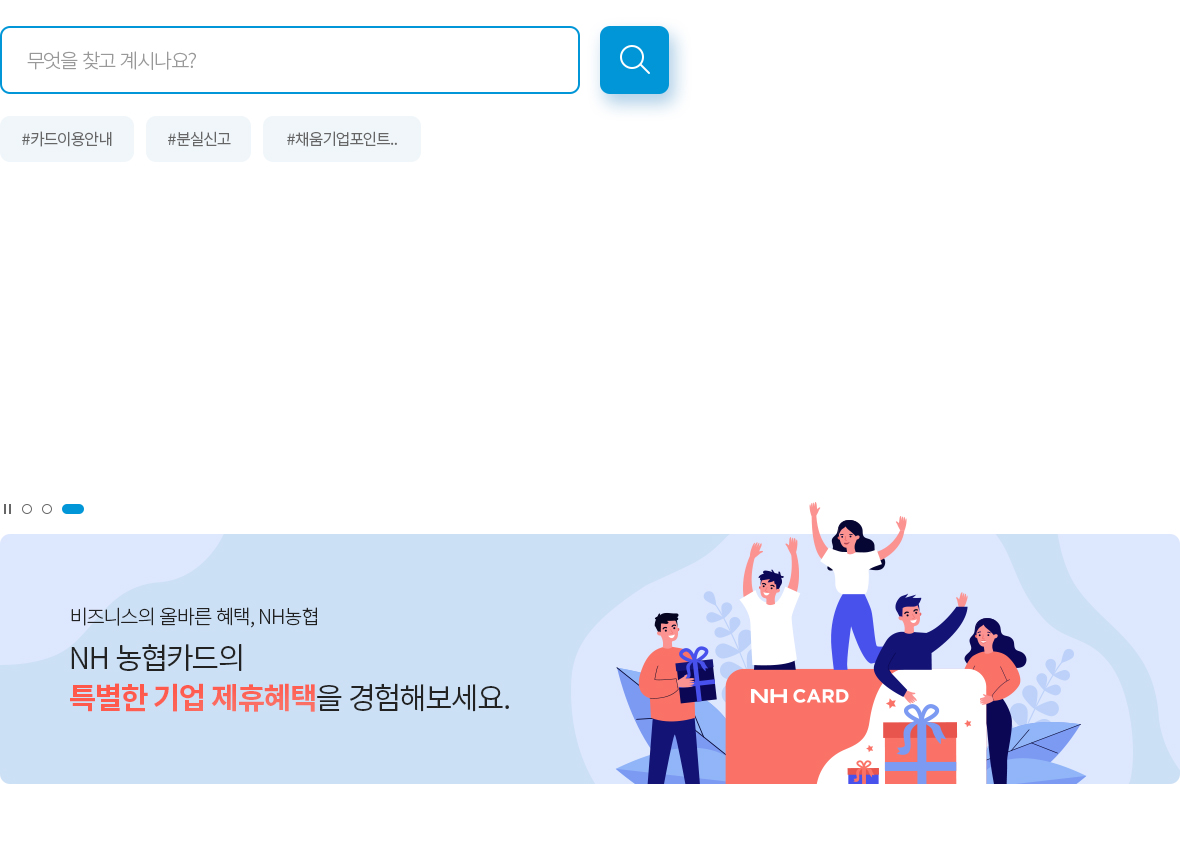 무엇을 찾고 계시나요?
#카드이용안내 #분실신고 #채움기업포인트..
비즈니스의 올바른 혜택, NH농협
NH 농협카드의
특별한 기업 제휴혜택을 경험해보세요.
NH CARD